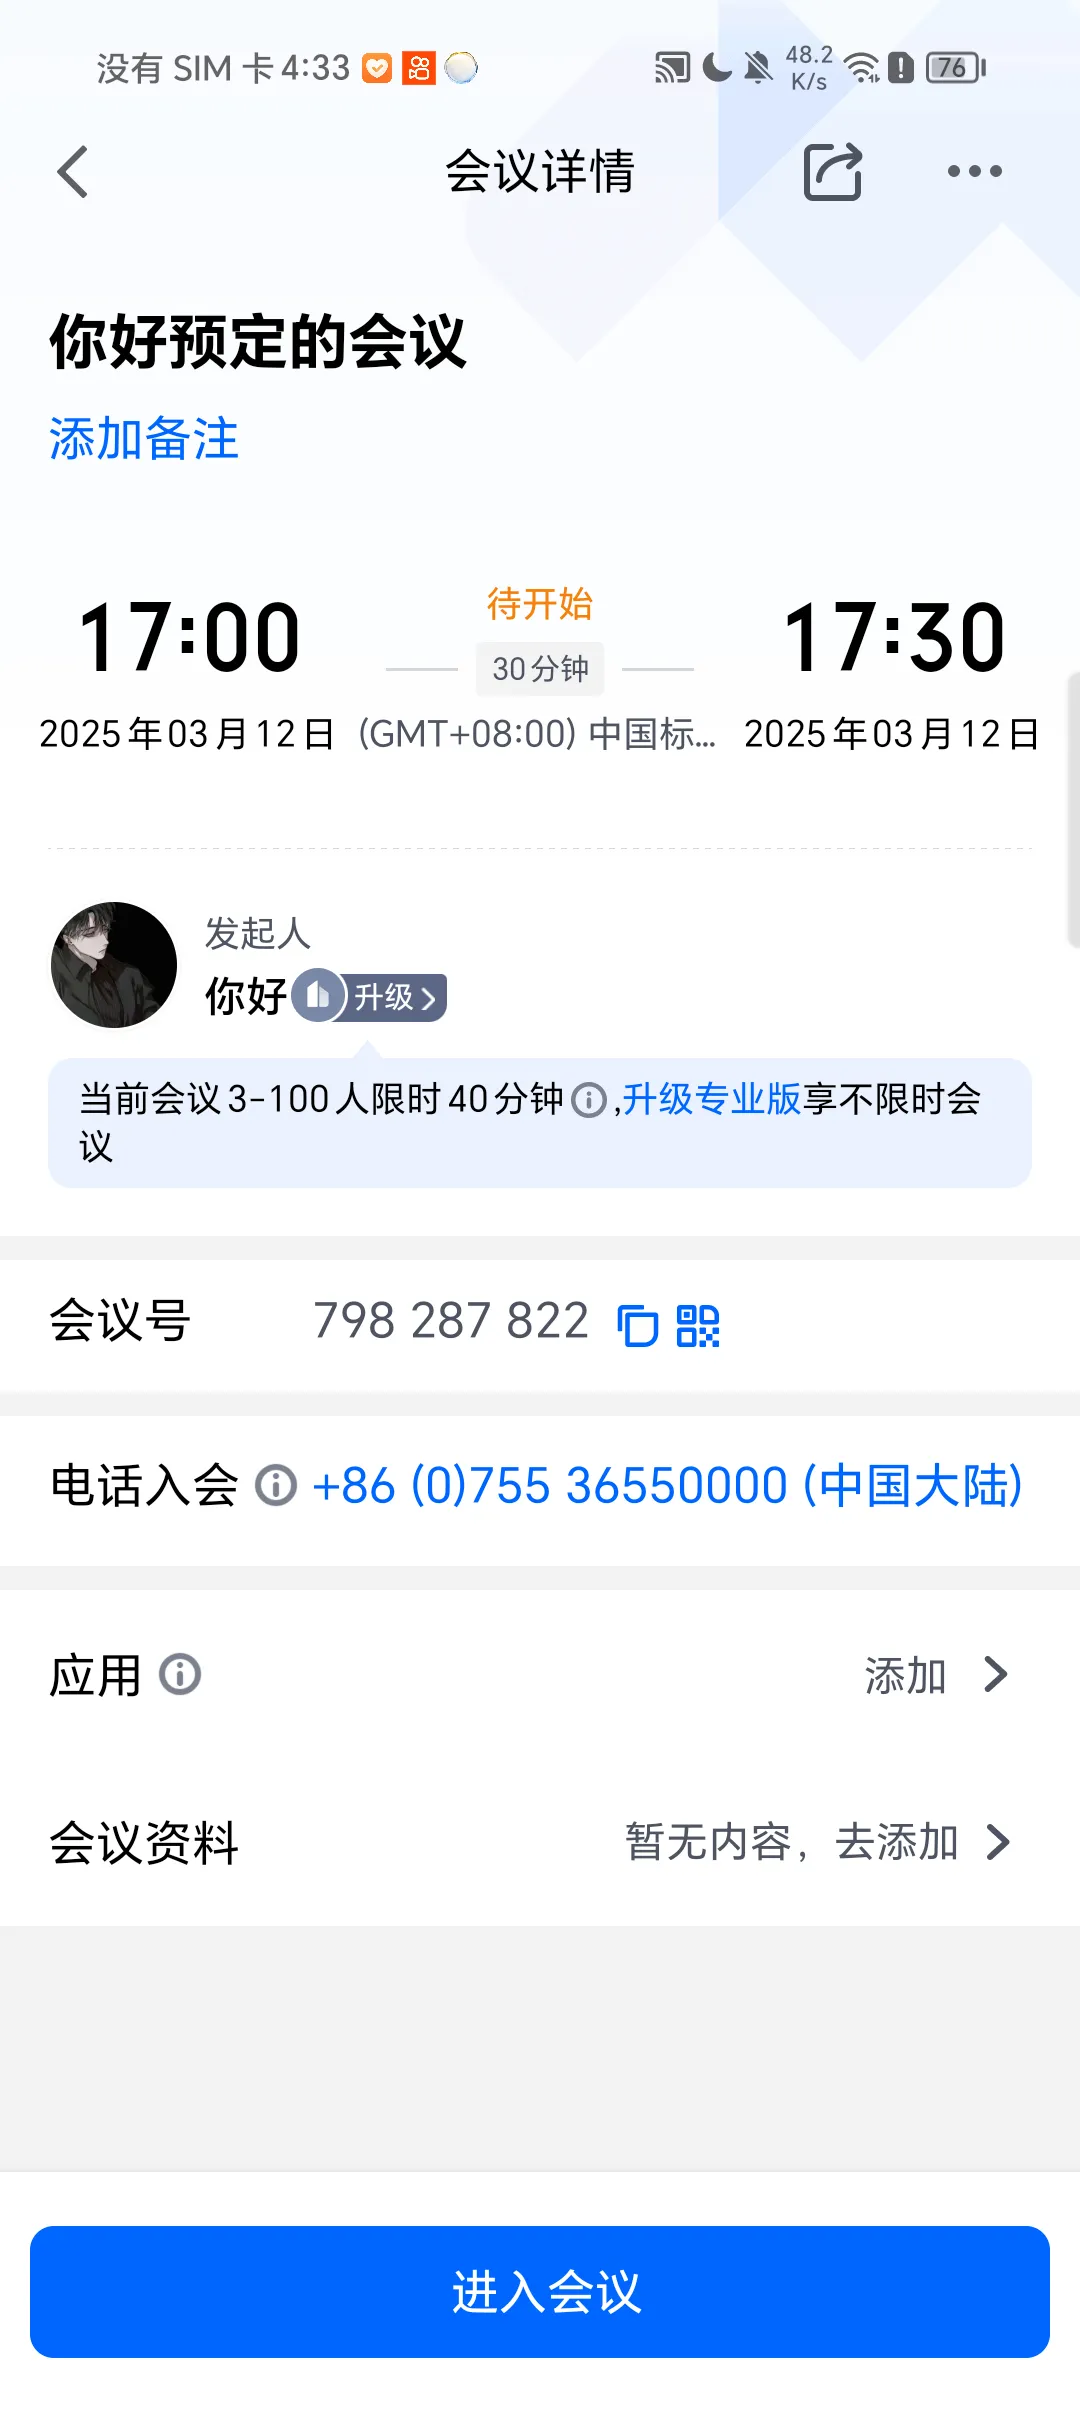 没有 SIM 卡 4:33
48.2 K/s
76
会议详情
你好预定的会议
添加备注
17:00
待开始
30分钟
17:30
2025年03月12日
(GMT+08:00) 中国标...
2025年03月12日
发起人
你好
升级
当前会议3-100人限时40分钟,升级专业版享不限时会
议
会议号 798 287 822
电话入会 +86 (0)755 36550000 (中国大陆)
应用 添加
会议资料 暂无内容，去添加
进入会议